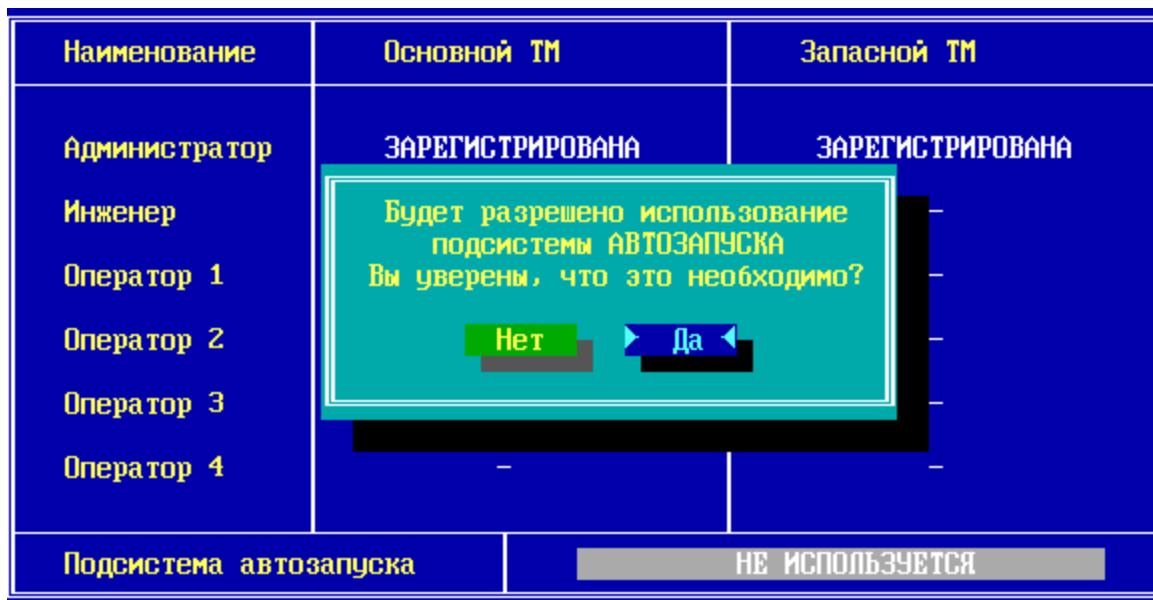 Наименование Основной ТМ Запасной ТМ
Администратор ЗАРЕГИСТРИРОВАНА ЗАРЕГИСТРИРОВАНА
Инженер –
Будет разрешено использование
подсистемы АВТОЗАПУСКА
Вы уверены, что это необходимо?
Нет Да
Оператор 1 –
Оператор 2 –
Оператор 3 –
Оператор 4 – –
Подсистема автозапуска НЕ ИСПОЛЬЗУЕТСЯ